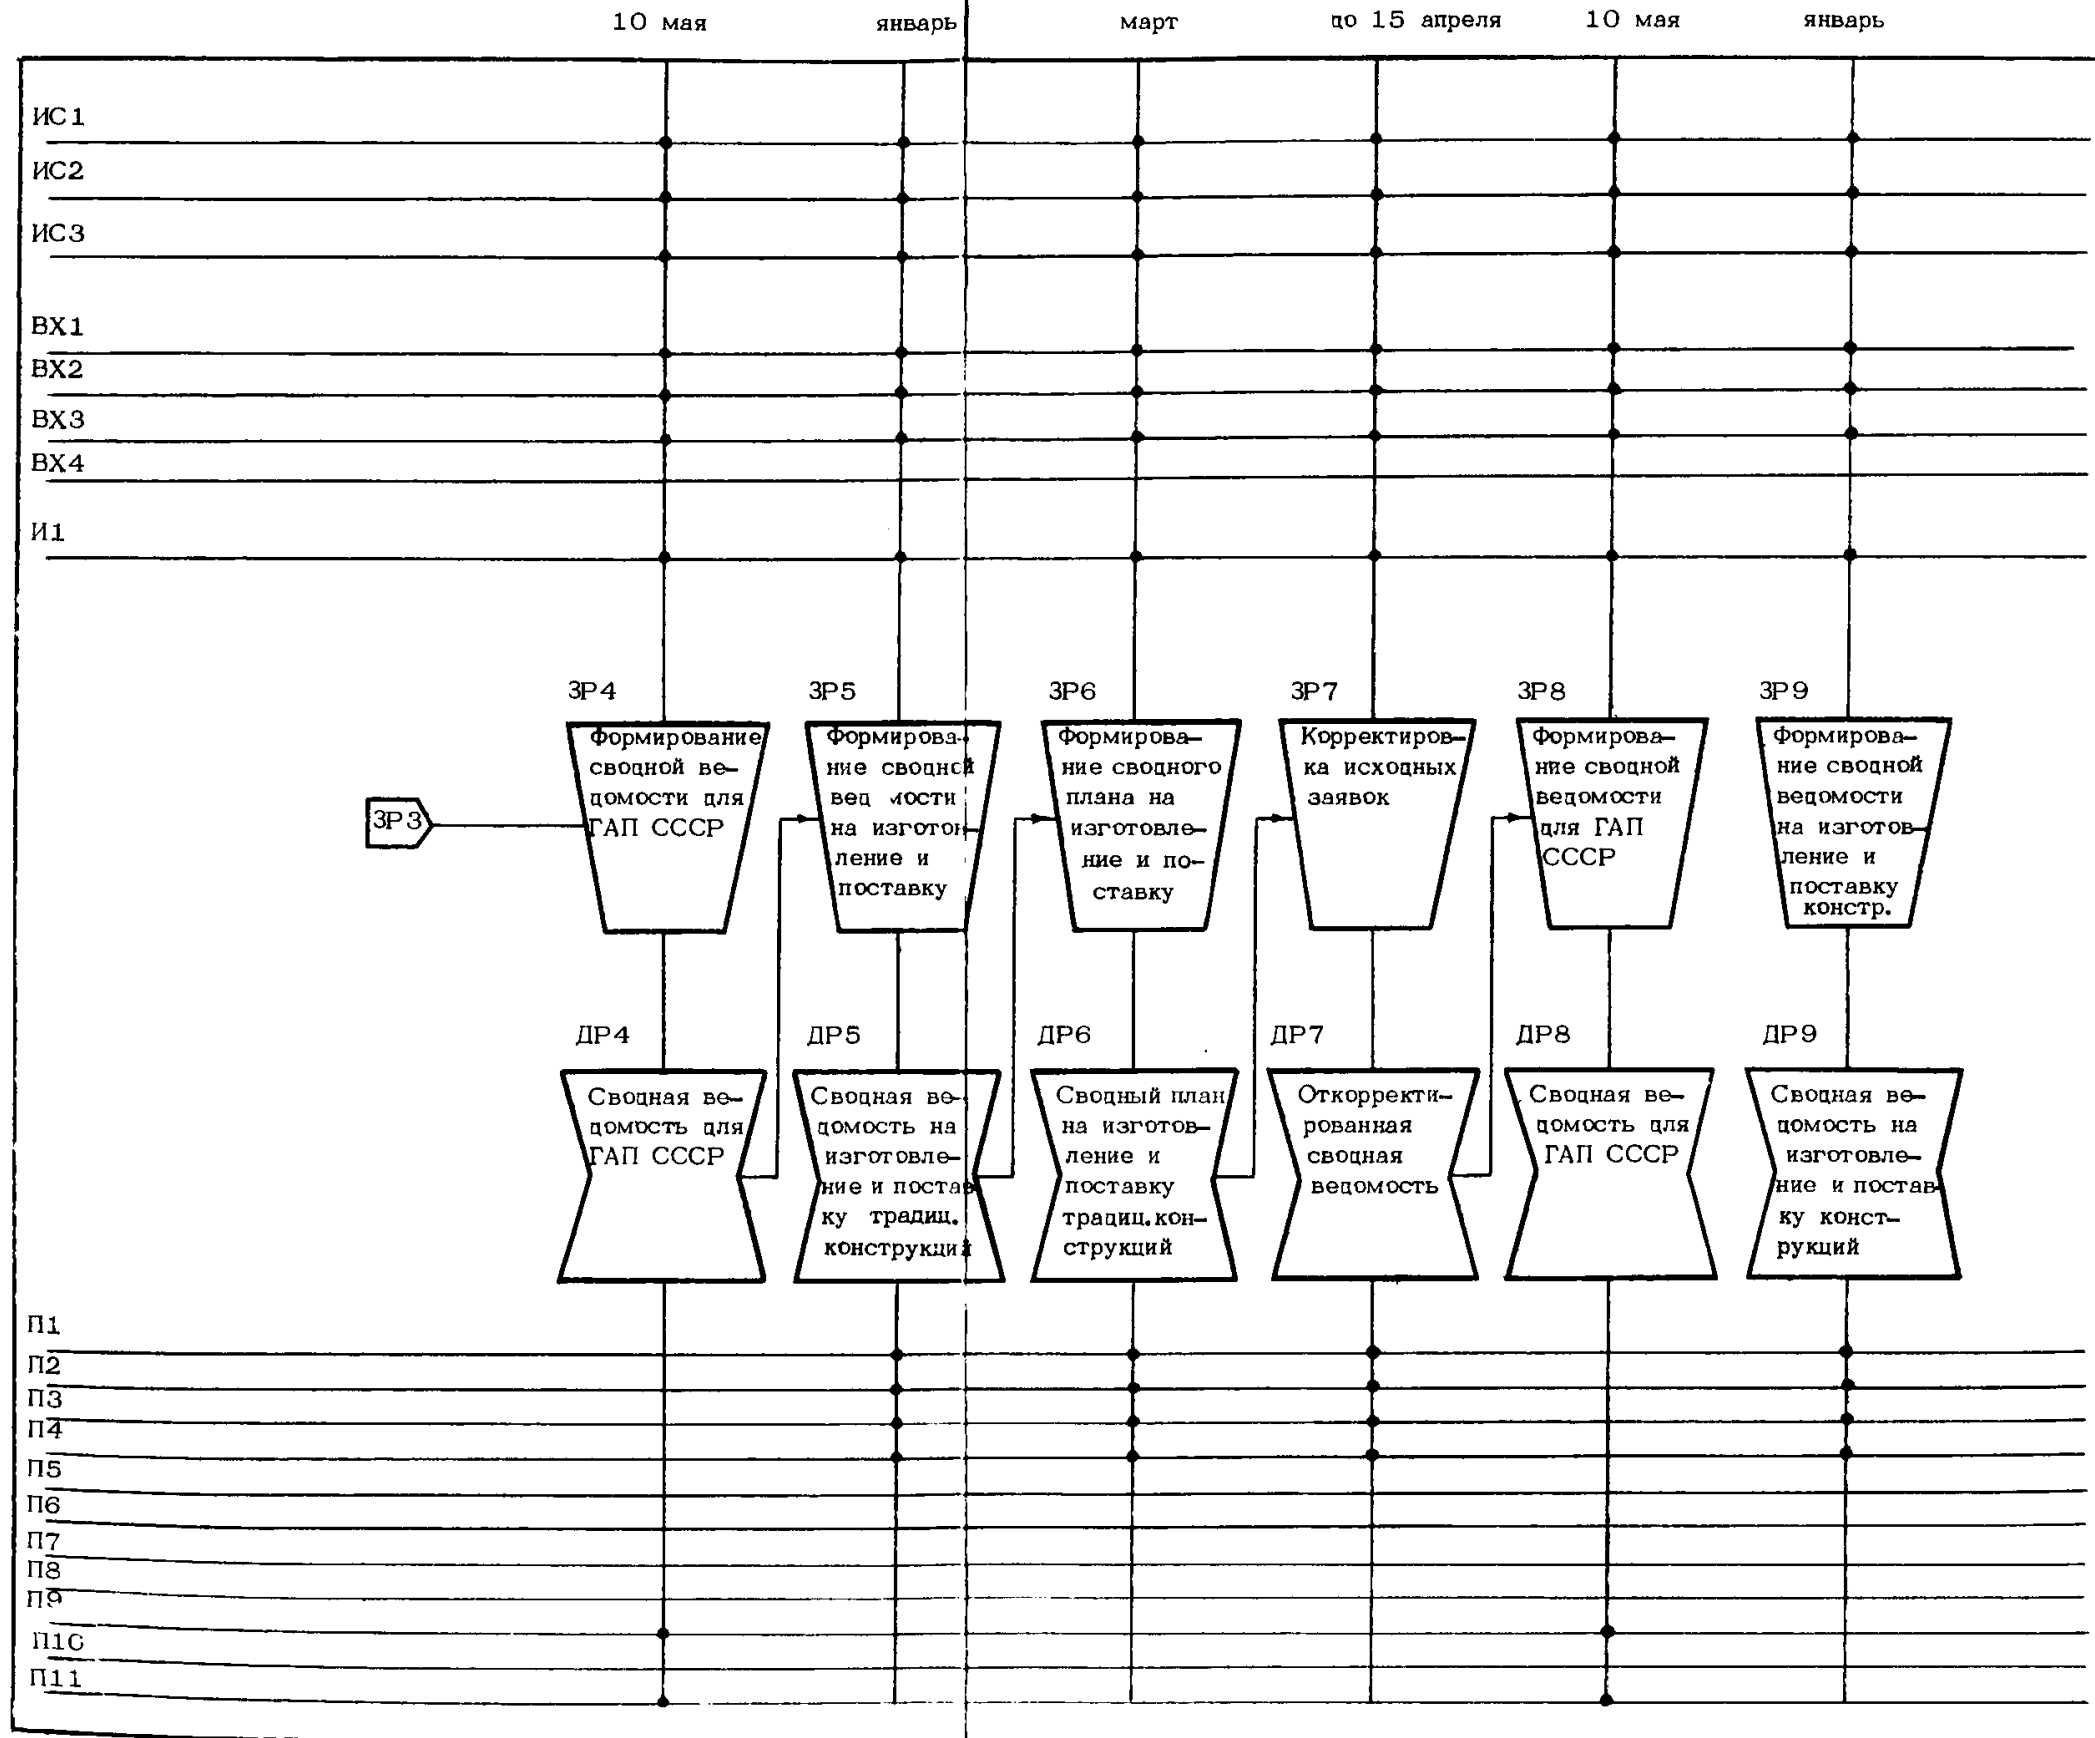 10 мая
январь
март
до 15 апреля
10 мая
январь
ИС1
ИС2
ИС3
ВХ1
ВХ2
ВХ3
ВХ4
И1
ЗР3
ЗР4
Формирование
сводной ве–
домости для
ГАП СССР
ЗР5
Формирова–
ние сводной
вед мости
на изготов–
ление и
поставку
ЗР6
Формирова–
ние сводного
плана на
изготовле–
ние и по–
ставку
ЗР7
Корректиров–
ка исходных
заявок
ЗР8
Формирова–
ние сводной
ведомости
для ГАП
СССР
ЗР9
Формирова–
ние сводной
ведомости
на изготов–
ление и
поставку
констр.
ДР4
Сводная ве–
домость для
ГАП СССР
ДР5
Сводная ве–
домость на
изготовле–
ние и постав
ку традиц.
конструкций
ДР6
Сводный план
на изготов–
ление и
поставку
традиц.кон–
струкций
ДР7
Откорректи–
рованная
сводная
ведомость
ДР8
Сводная ве–
домость для
ГАП СССР
ДР9
Сводная ве–
домость на
изготовле–
ние и постав
ку конст–
рукций
П1
П2
П3
П4
П5
П6
П7
П8
П9
П10
П11